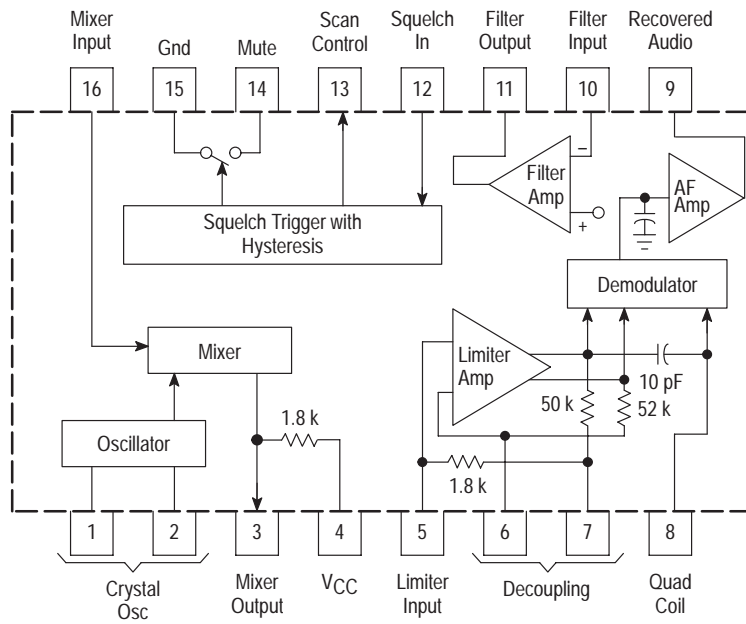 Mixer Input
Gnd
Mute
Scan Control
Squelch In
Filter Output
Filter Input
Recovered Audio
16
15
14
13
12
11
10
9
Squelch Trigger with
Hysteresis
Filter
Amp
−
+
AF
Amp
Demodulator
Mixer
Limiter
Amp
10 pF
50 k
52 k
1.8 k
Oscillator
1.8 k
1
2
3
4
5
6
7
8
Crystal Osc
Mixer Output
VCC
Limiter Input
Decoupling
Quad Coil